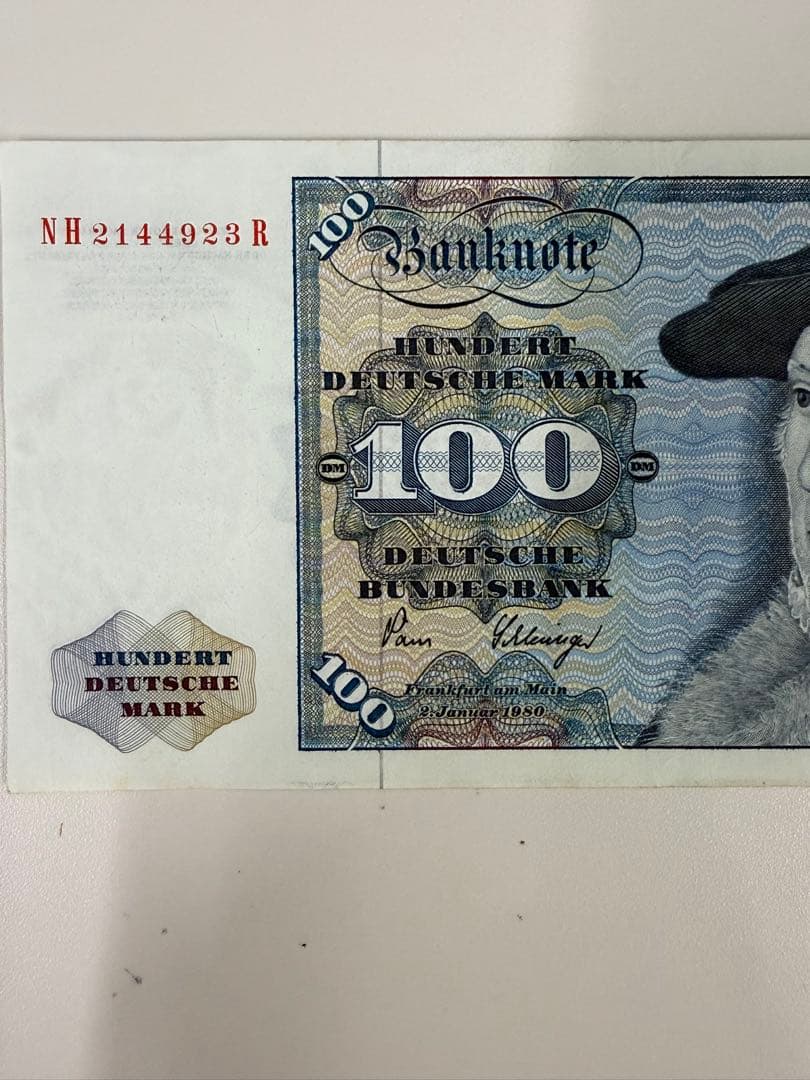 NH2144923R
100
Banknote
HUNDERT
DEUTSCHE MARK
DM 100 DM
DEUTSCHE
BUNDESBANK
Frankfurt am Main
2. Januar 1980
100
HUNDERT
DEUTSCHE
MARK